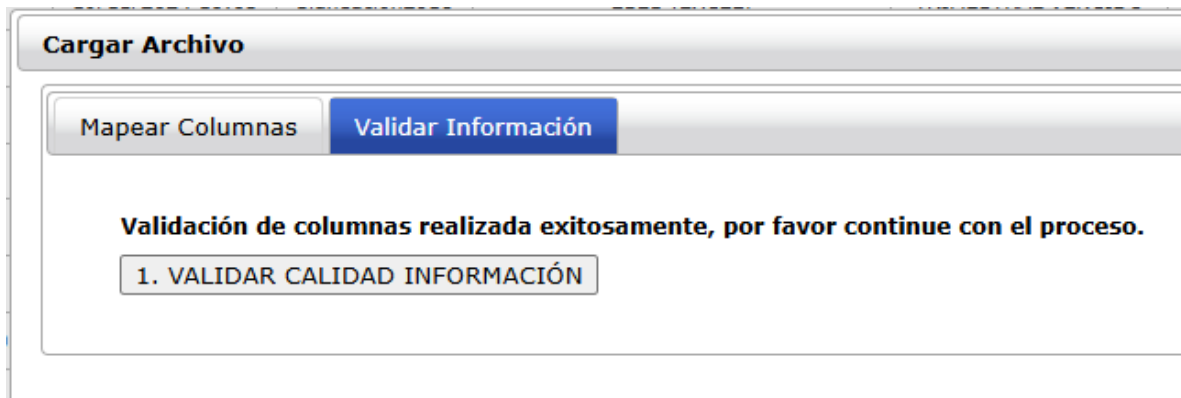 Cargar Archivo
Mapear Columnas Validar Información
Validación de columnas realizada exitosamente, por favor continue con el proceso.
1. VALIDAR CALIDAD INFORMACIÓN